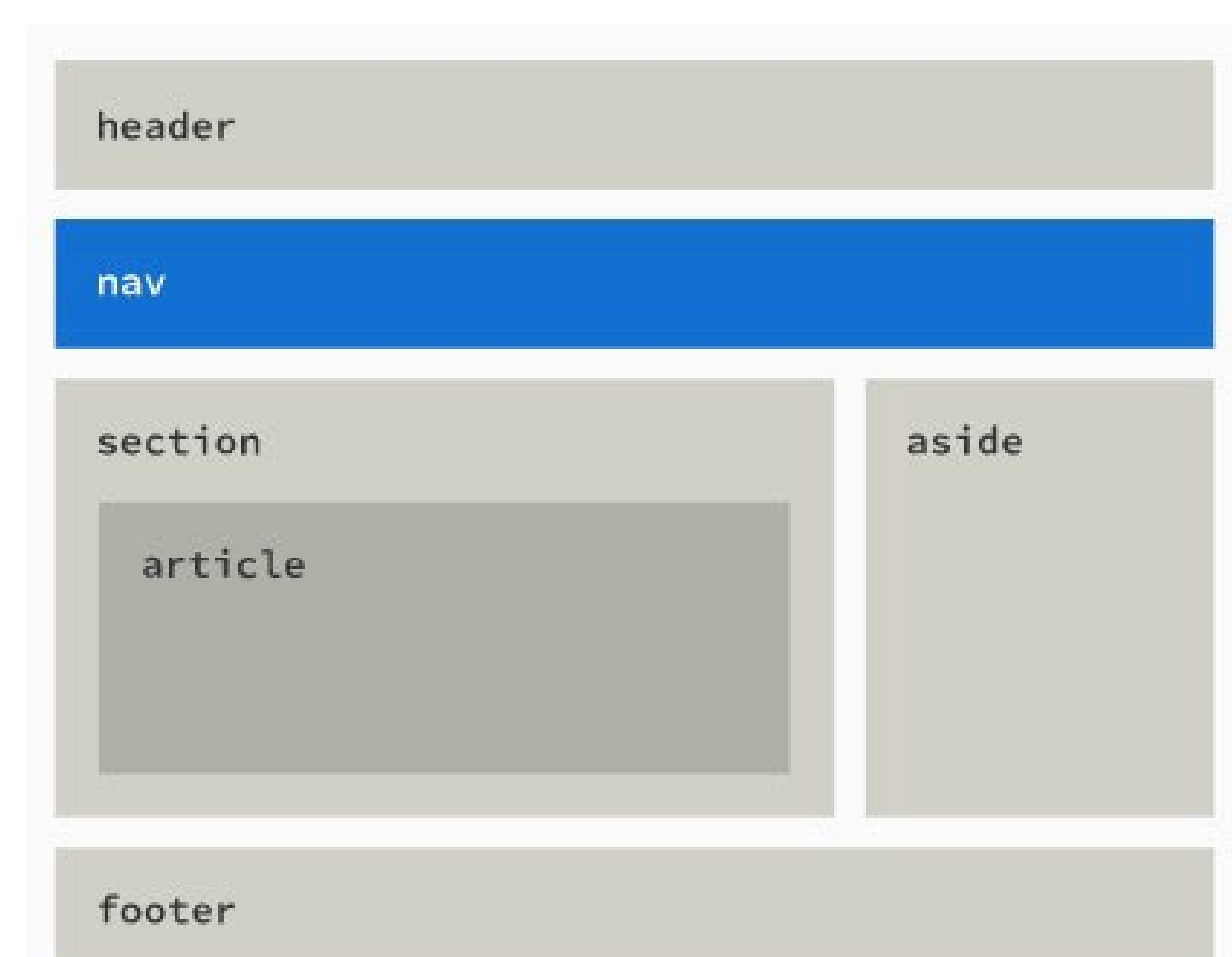 header
nav
section
aside
article
footer